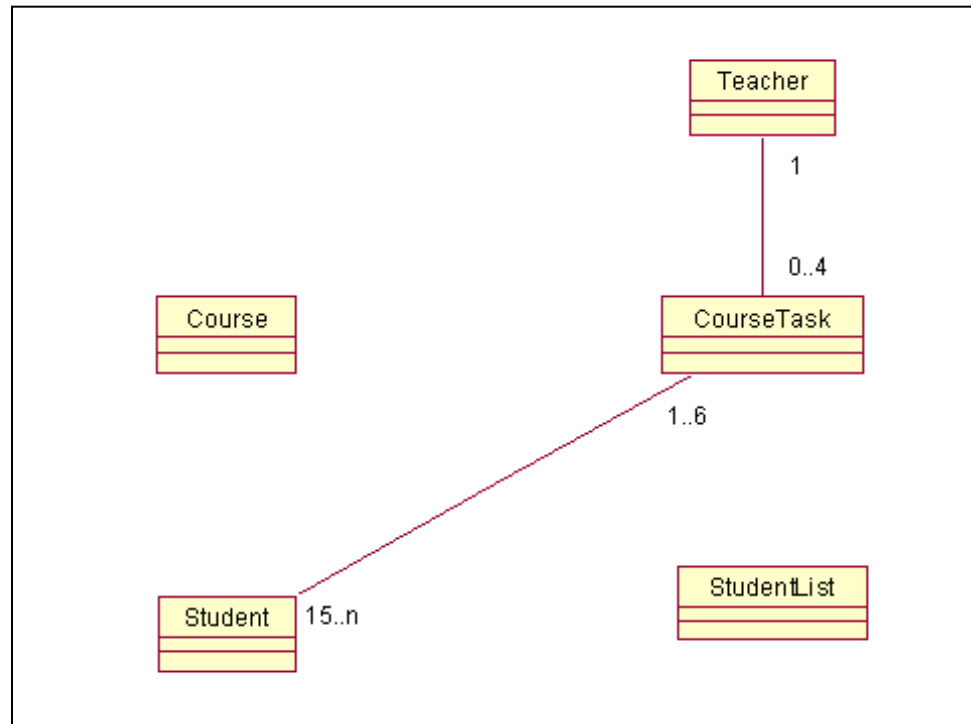 Teacher
1
0..4
Course
CourseTask
1..6
Student
15..n
StudentList